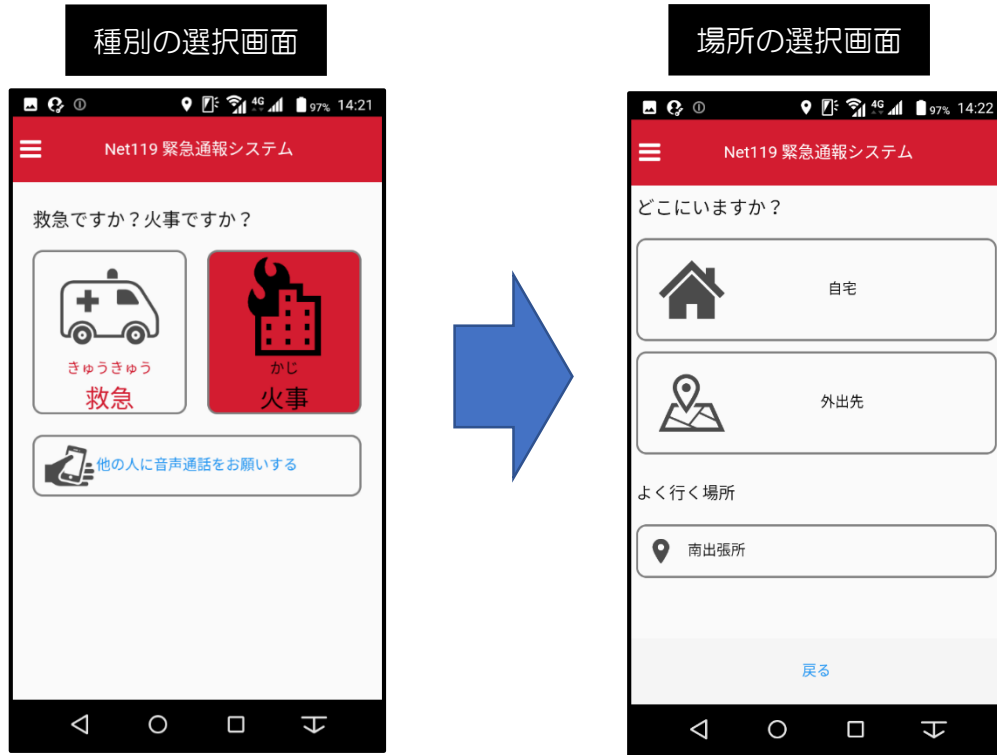 種別の選択画面
4G 97% 14:21
Net119 緊急通報システム
救急ですか？火事ですか？
きゅうきゅう
救急
かじ
火事
他の人に音声通話をお願いする
場所の選択画面
4G 97% 14:22
Net119 緊急通報システム
どこにいますか？
自宅
外出先
よく行く場所
南出張所
戻る